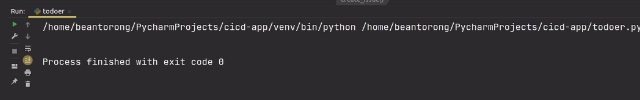 Run: todoer
/home/beantorong/PycharmProjects/cicd-app/venv/bin/python /home/beantorong/PycharmProjects/cicd-app/todoer.py
Process finished with exit code 0